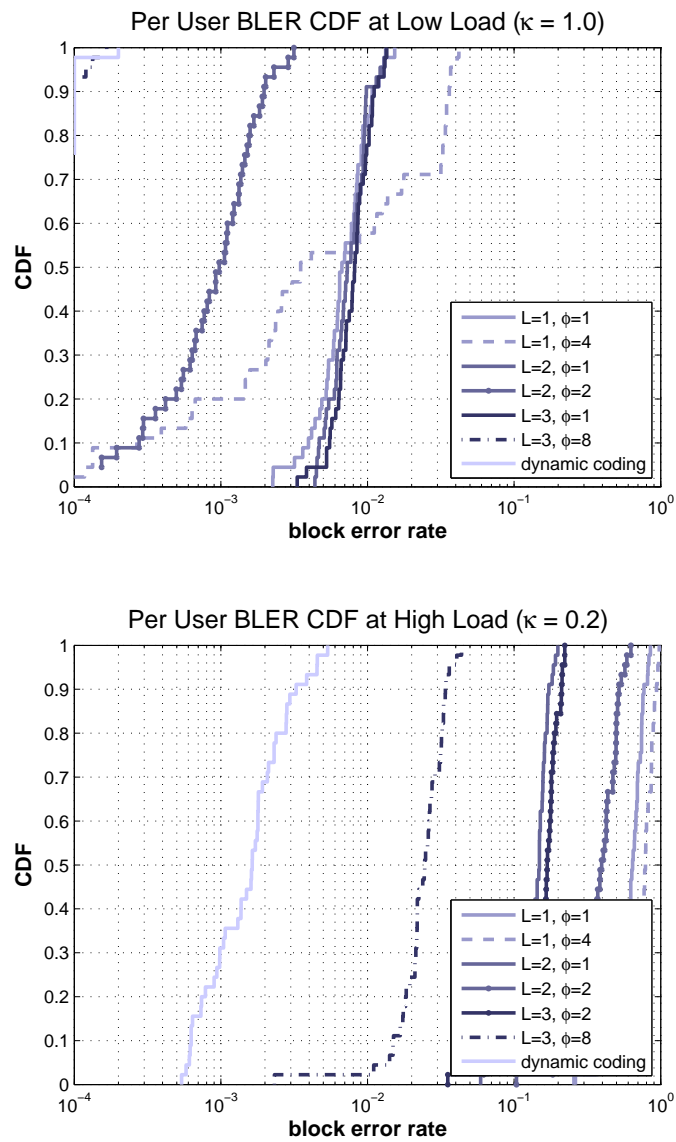 Per User BLER CDF at Low Load (κ = 1.0)
1
0.9
0.8
0.7
0.6
0.5
0.4
0.3
0.2
0.1
0
CDF
L=1, φ=1
L=1, φ=4
L=2, φ=1
L=2, φ=2
L=3, φ=1
L=3, φ=8
dynamic coding
10⁻⁴ 10⁻³ 10⁻² 10⁻¹ 10⁰
block error rate
Per User BLER CDF at High Load (κ = 0.2)
1
0.9
0.8
0.7
0.6
0.5
0.4
0.3
0.2
0.1
0
CDF
L=1, φ=1
L=1, φ=4
L=2, φ=1
L=2, φ=2
L=3, φ=2
L=3, φ=8
dynamic coding
10⁻⁴ 10⁻³ 10⁻² 10⁻¹ 10⁰
block error rate